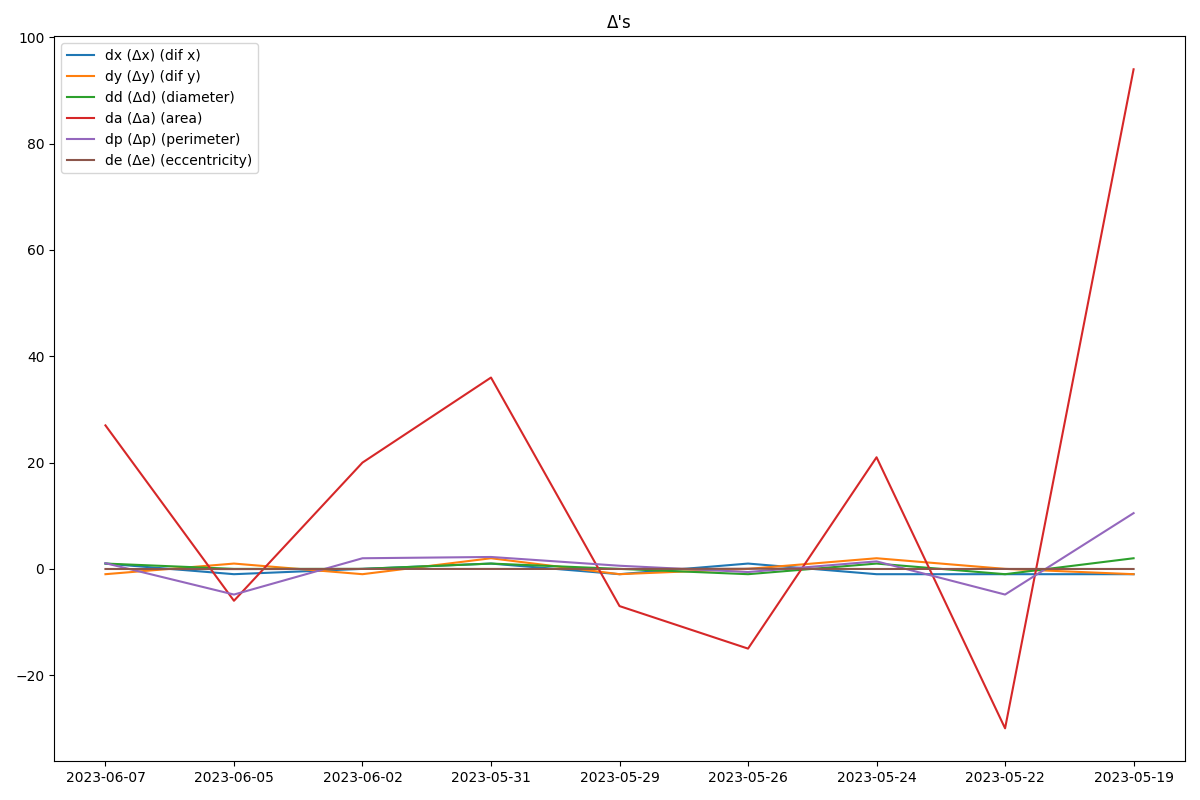 Δ's
100
80
60
40
20
0
−20
dx (Δx) (dif x)
dy (Δy) (dif y)
dd (Δd) (diameter)
da (Δa) (area)
dp (Δp) (perimeter)
de (Δe) (eccentricity)
2023-06-07 2023-06-05 2023-06-02 2023-05-31 2023-05-29 2023-05-26 2023-05-24 2023-05-22 2023-05-19